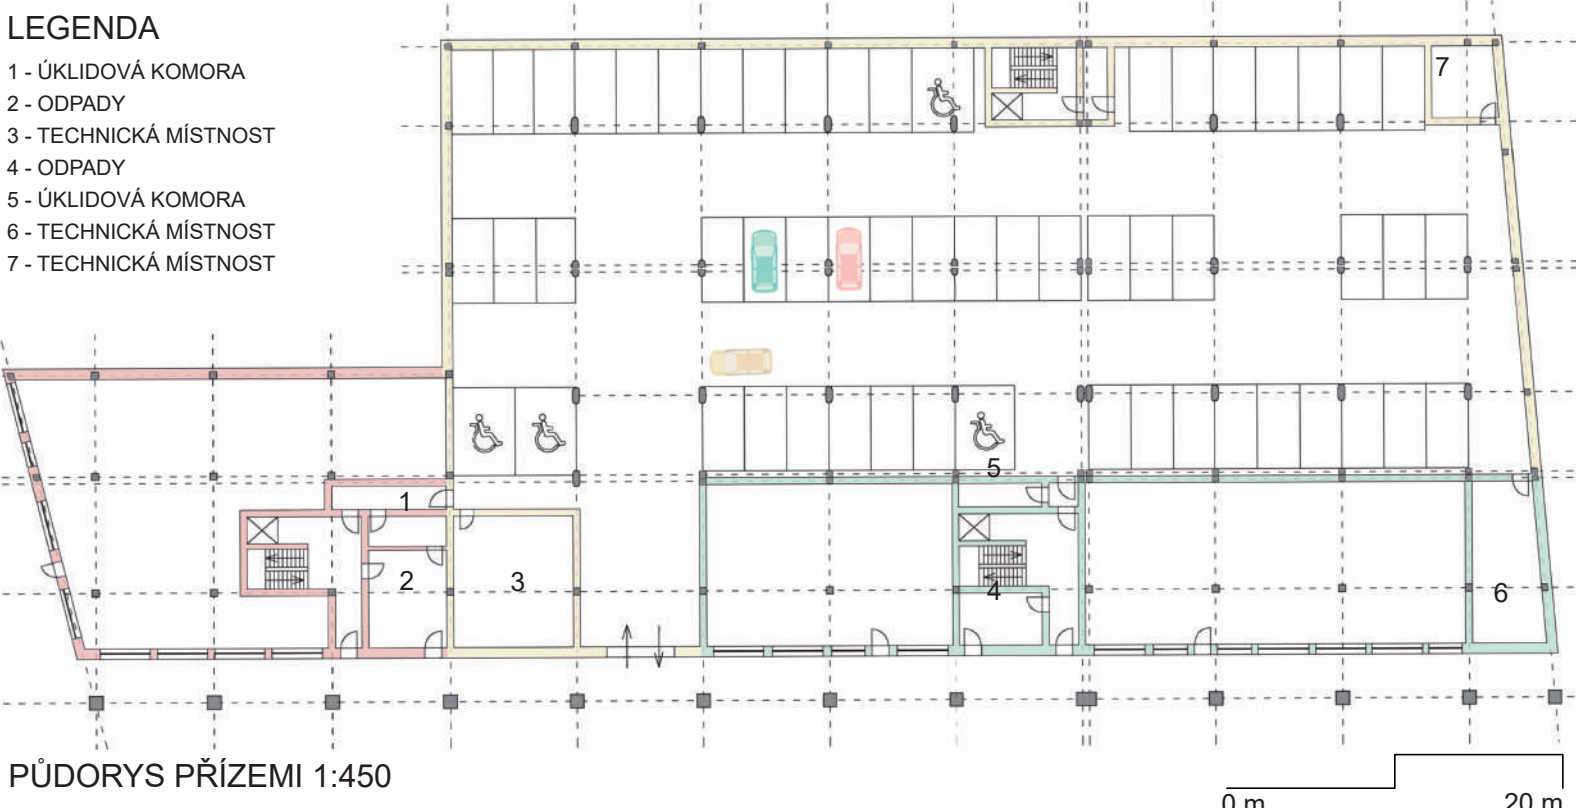 LEGENDA
1 - ÚKLIDOVÁ KOMORA
2 - ODPADY
3 - TECHNICKÁ MÍSTNOST
4 - ODPADY
5 - ÚKLIDOVÁ KOMORA
6 - TECHNICKÁ MÍSTNOST
7 - TECHNICKÁ MÍSTNOST
7
5
1
2
3
4
6
PŮDORYS PŘÍZEMI 1:450
0 m
20 m